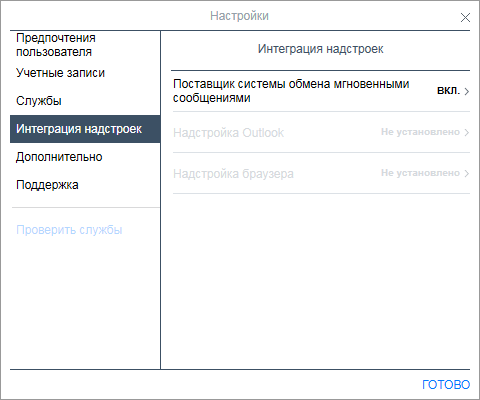 Настройки
Предпочтения
пользователя
Учетные записи
Службы
Интеграция надстроек
Дополнительно
Поддержка
Проверить службы
Интеграция надстроек
Поставщик системы обмена мгновенными
сообщениями
ВКЛ.
Надстройка Outlook
Не установлено
Надстройка браузера
Не установлено
ГОТОВО